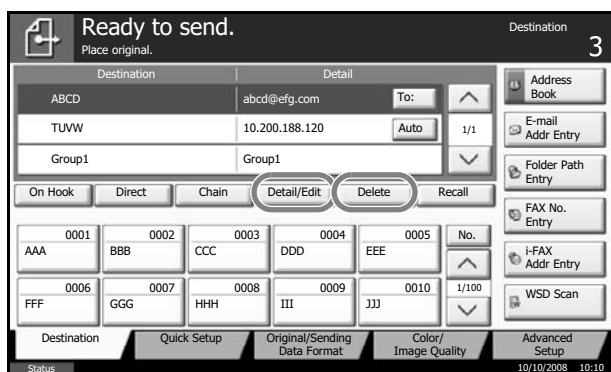 Ready to send.
Place original.
Destination
3
Destination Detail
ABCD abcd@efg.com To:
TUVW 10.200.188.120 Auto 1/1
Group1 Group1
On Hook Direct Chain Detail/Edit Delete Recall
0001 AAA
0002 BBB
0003 CCC
0004 DDD
0005 EEE
No.
0006 FFF
0007 GGG
0008 HHH
0009 III
0010 JJJ
1/100
Address Book
E-mail Addr Entry
Folder Path Entry
FAX No. Entry
i-FAX Addr Entry
WSD Scan
Destination
Quick Setup
Original/Sending Data Format
Color/ Image Quality
Advanced Setup
Status 10/10/2008 10:10